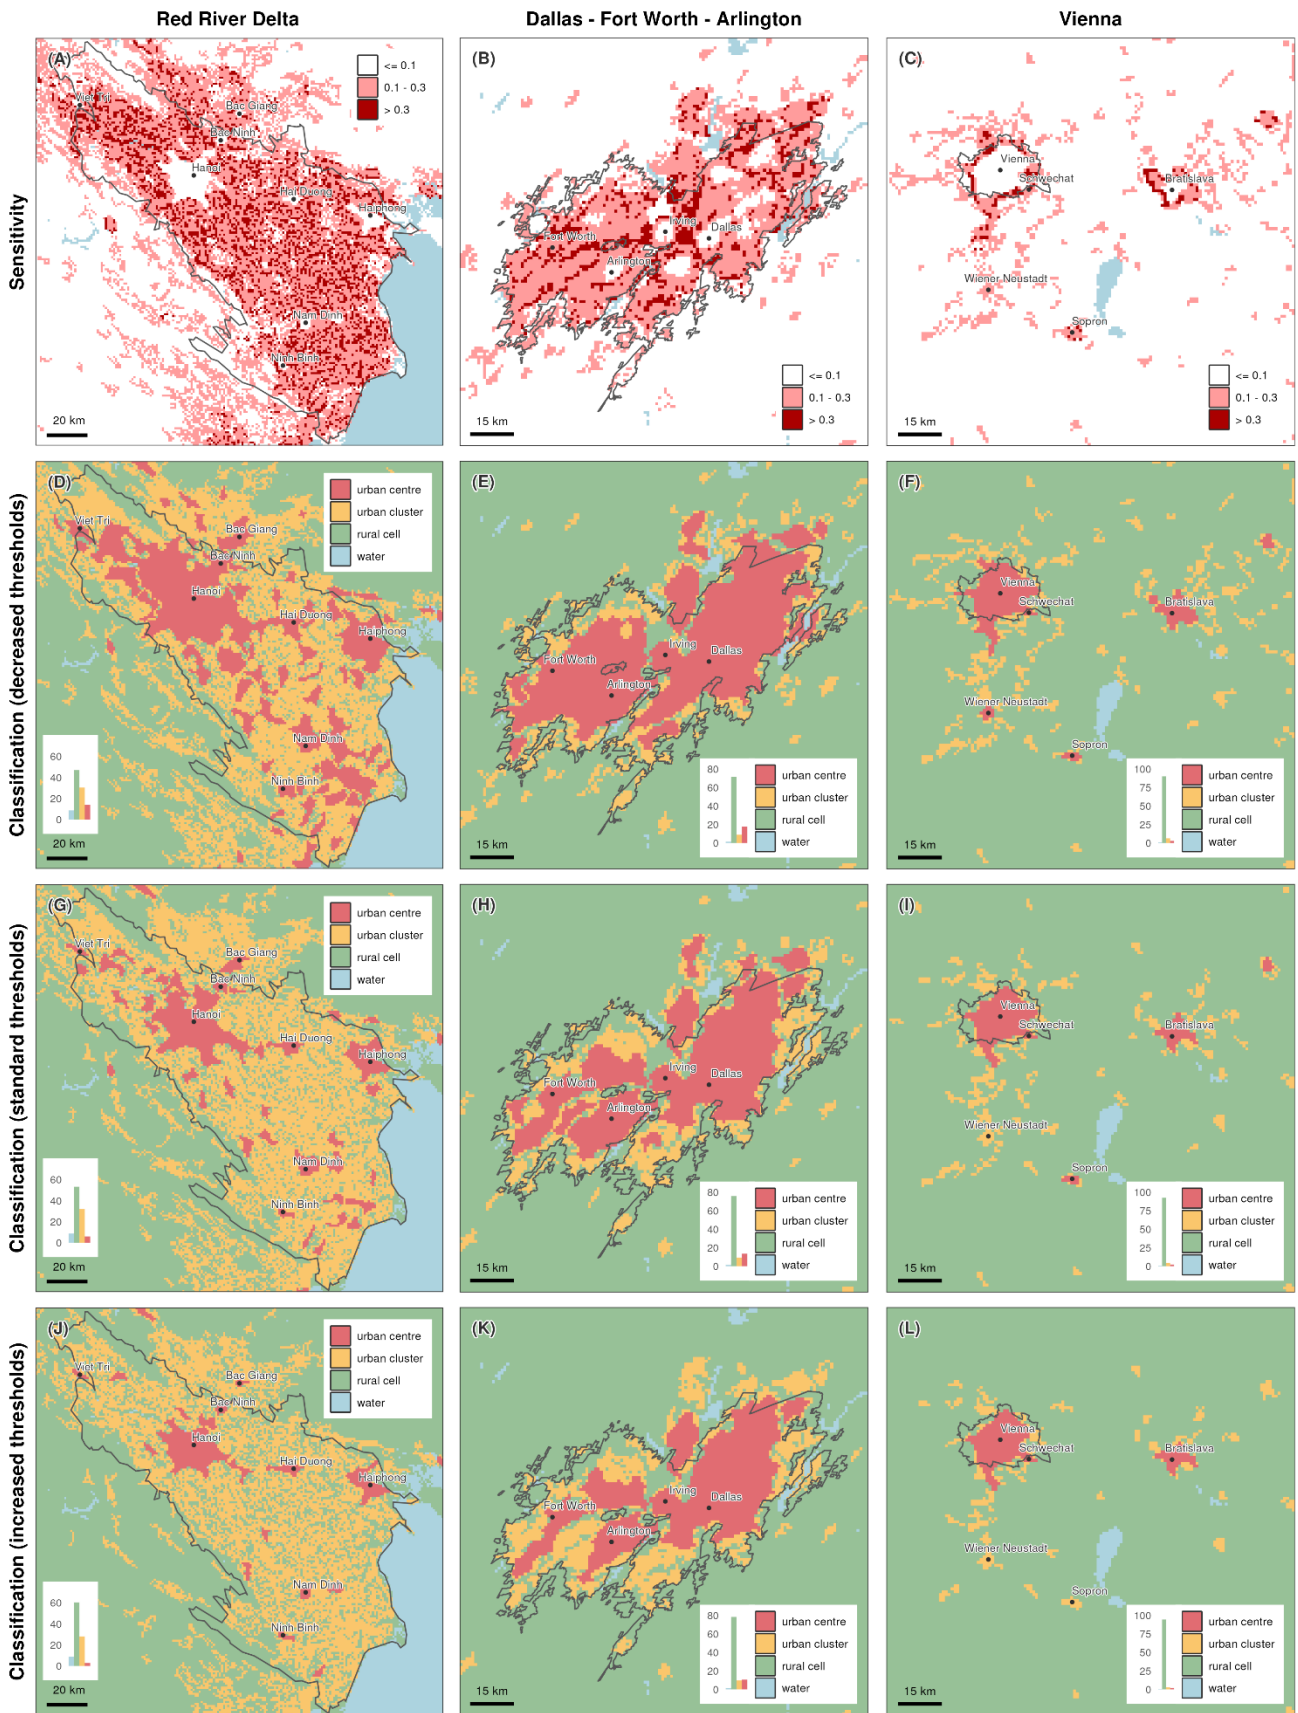 Red River Delta
Dallas - Fort Worth - Arlington
Vienna
Sensitivity
(A)
<= 0.1
0.1 - 0.3
> 0.3
Viet Tri
Bac Giang
Bac Ninh
Hanoi
Hai Duong
Haiphong
Nam Dinh
Ninh Binh
20 km
(B)
Irving
Dallas
Fort Worth
Arlington
<= 0.1
0.1 - 0.3
> 0.3
15 km
(C)
Vienna
Schwechat
Bratislava
Wiener Neustadt
Sopron
<= 0.1
0.1 - 0.3
> 0.3
15 km
Classification (decreased thresholds)
(D)
urban centre
urban cluster
rural cell
water
Viet Tri
Bac Giang
Bac Ninh
Hanoi
Hai Duong
Haiphong
Nam Dinh
Ninh Binh
60
40
20
0
20 km
(E)
Irving
Dallas
Fort Worth
Arlington
80
60
40
20
0
urban centre
urban cluster
rural cell
water
15 km
(F)
Vienna
Schwechat
Bratislava
Wiener Neustadt
Sopron
100
75
50
25
0
urban centre
urban cluster
rural cell
water
15 km
Classification (standard thresholds)
(G)
urban centre
urban cluster
rural cell
water
Viet Tri
Bac Giang
Bac Ninh
Hanoi
Hai Duong
Haiphong
Nam Dinh
Ninh Binh
60
40
20
0
20 km
(H)
Irving
Dallas
Fort Worth
Arlington
80
60
40
20
0
urban centre
urban cluster
rural cell
water
15 km
(I)
Vienna
Schwechat
Bratislava
Wiener Neustadt
Sopron
100
75
50
25
0
urban centre
urban cluster
rural cell
water
15 km
Classification (increased thresholds)
(J)
urban centre
urban cluster
rural cell
water
Viet Tri
Bac Giang
Bac Ninh
Hanoi
Hai Duong
Haiphong
Nam Dinh
Ninh Binh
60
40
20
0
20 km
(K)
Irving
Dallas
Fort Worth
Arlington
80
60
40
20
0
urban centre
urban cluster
rural cell
water
15 km
(L)
Vienna
Schwechat
Bratislava
Wiener Neustadt
Sopron
100
75
50
25
0
urban centre
urban cluster
rural cell
water
15 km